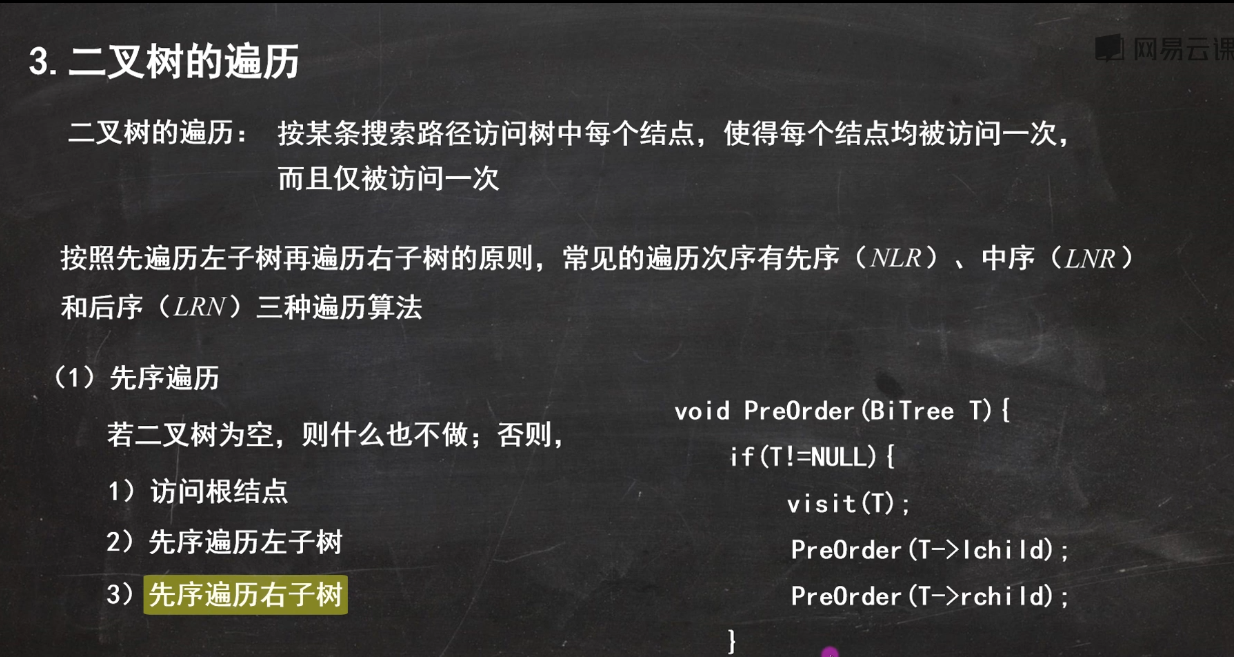 网易云课
3. 二叉树的遍历
二叉树的遍历： 按某条搜索路径访问树中每个结点，使得每个结点均被访问一次，
而且仅被访问一次
按照先遍历左子树再遍历右子树的原则，常见的遍历次序有先序（NLR）、中序（LNR）
和后序（LRN）三种遍历算法
（1）先序遍历
若二叉树为空，则什么也不做；否则，
1）访问根结点
2）先序遍历左子树
3）先序遍历右子树
void PreOrder(BiTree T){
if(T!=NULL){
visit(T);
PreOrder(T->lchild);
PreOrder(T->rchild);
}